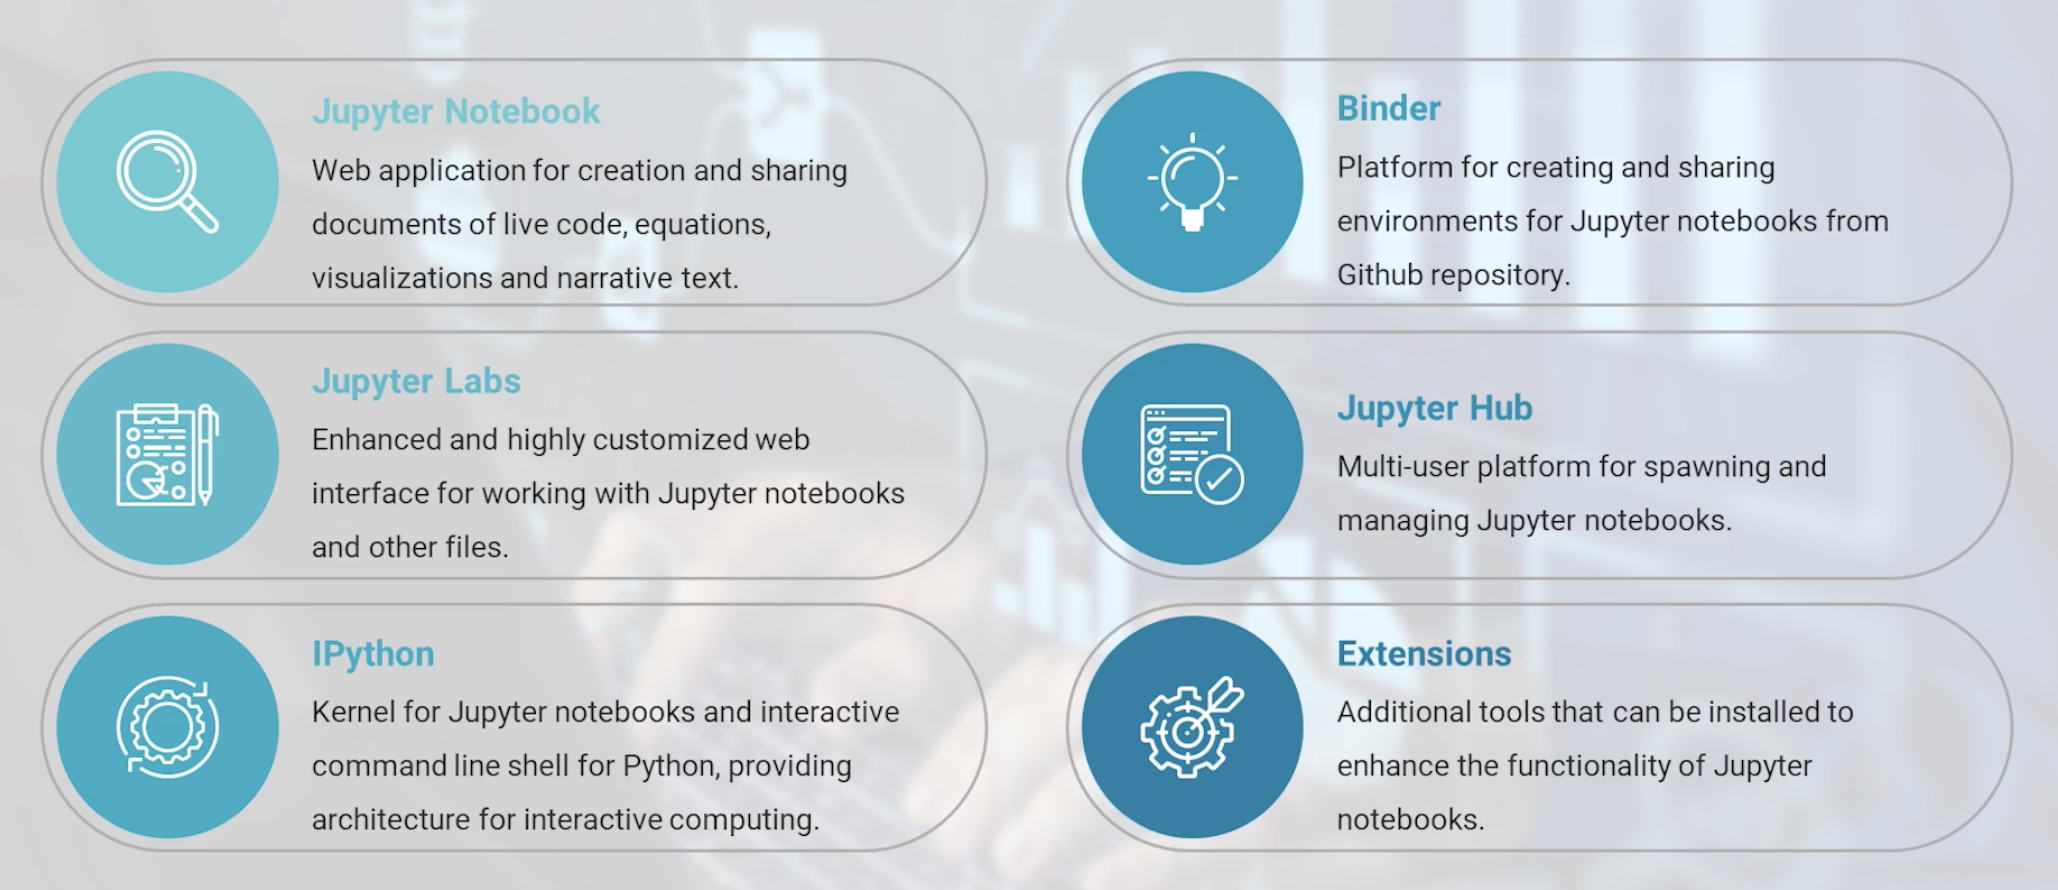 Jupyter Notebook
Web application for creation and sharing
documents of live code, equations,
visualizations and narrative text.
Jupyter Labs
Enhanced and highly customized web
interface for working with Jupyter notebooks
and other files.
IPython
Kernel for Jupyter notebooks and interactive
command line shell for Python, providing
architecture for interactive computing.
Binder
Platform for creating and sharing
environments for Jupyter notebooks from
Github repository.
Jupyter Hub
Multi-user platform for spawning and
managing Jupyter notebooks.
Extensions
Additional tools that can be installed to
enhance the functionality of Jupyter
notebooks.